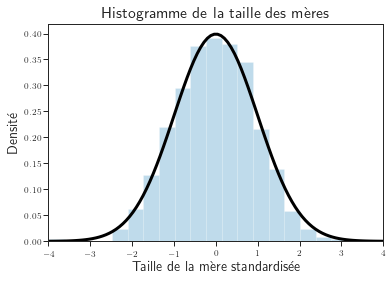 Histogramme de la taille des mères
Densité
0.40
0.35
0.30
0.25
0.20
0.15
0.10
0.05
0.00
−4 −3 −2 −1 0 1 2 3 4
Taille de la mère standardisée